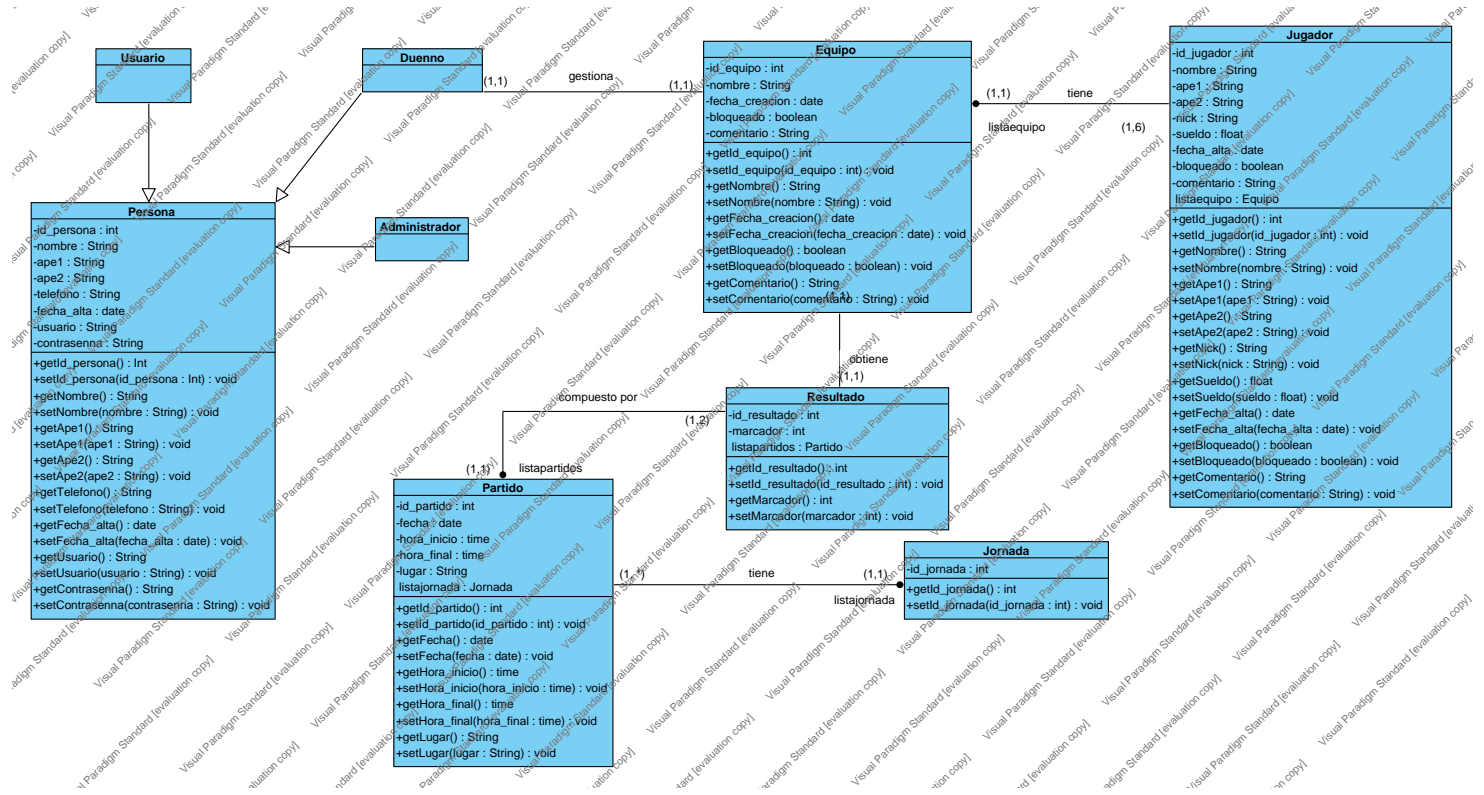 Usuario
Duenno
(1,1)
gestiona
(1,1)
Equipo
-id_equipo : int
-nombre : String
-fecha_creacion : date
-bloqueado : boolean
-comentario : String
+getId_equipo() : int
+setId_equipo(id_equipo : int) : void
+getNombre() : String
+setNombre(nombre : String) : void
+getFecha_creacion() : date
+setFecha_creacion(fecha_creacion : date) : void
+getBloqueado() : boolean
+setBloqueado(bloqueado : boolean) : void
+getComentario() : String
+setComentario(comentario : String) : void
(1,1)
tiene
listaequipo
(1,6)
Jugador
-id_jugador : int
-nombre : String
-ape1 : String
-ape2 : String
-nick : String
-sueldo : float
-fecha_alta : date
-bloqueado : boolean
-comentario : String
listaequipo : Equipo
+getId_jugador() : int
+setId_jugador(id_jugador : int) : void
+getNombre() : String
+setNombre(nombre : String) : void
+getApe1() : String
+setApe1(ape1 : String) : void
+getApe2() : String
+setApe2(ape2 : String) : void
+getNick() : String
+setNick(nick : String) : void
+getSueldo() : float
+setSueldo(sueldo : float) : void
+getFecha_alta() : date
+setFecha_alta(fecha_alta : date) : void
+getBloqueado() : boolean
+setBloqueado(bloqueado : boolean) : void
+getComentario() : String
+setComentario(comentario : String) : void
Persona
-id_persona : int
-nombre : String
-ape1 : String
-ape2 : String
-telefono : String
-fecha_alta : date
-usuario : String
-contrasenna : String
+getId_persona() : Int
+setId_persona(id_persona : Int) : void
+getNombre() : String
+setNombre(nombre : String) : void
+getApe1() : String
+setApe1(ape1 : String) : void
+getApe2() : String
+setApe2(ape2 : String) : void
+getTelefono() : String
+setTelefono(telefono : String) : void
+getFecha_alta() : date
+setFecha_alta(fecha_alta : date) : void
+getUsuario() : String
+setUsuario(usuario : String) : void
+getContrasenna() : String
+setContrasenna(contrasenna : String) : void
Administrador
(1,1)
obtiene
(1,1)
Resultado
-id_resultado : int
-marcador : int
listapartidos : Partido
+getId_resultado() : int
+setId_resultado(id_resultado : int) : void
+getMarcador() : int
+setMarcador(marcador : int) : void
compuesto por
(1,2)
(1,1)
listapartidos
Partido
-id_partido : int
-fecha : date
-hora_inicio : time
-hora_final : time
-lugar : String
listajornada : Jornada
+getId_partido() : int
+setId_partido(id_partido : int) : void
+getFecha() : date
+setFecha(fecha : date) : void
+getHora_inicio() : time
+setHora_inicio(hora_inicio : time) : void
+getHora_final() : time
+setHora_final(hora_final : time) : void
+getLugar() : String
+setLugar(lugar : String) : void
tiene
(1,1)
listajornada
Jornada
-id_jornada : int
+getId_jornada() : int
+setId_jornada(id_jornada : int) : void
Visual Paradigm Standard [evaluation copy]